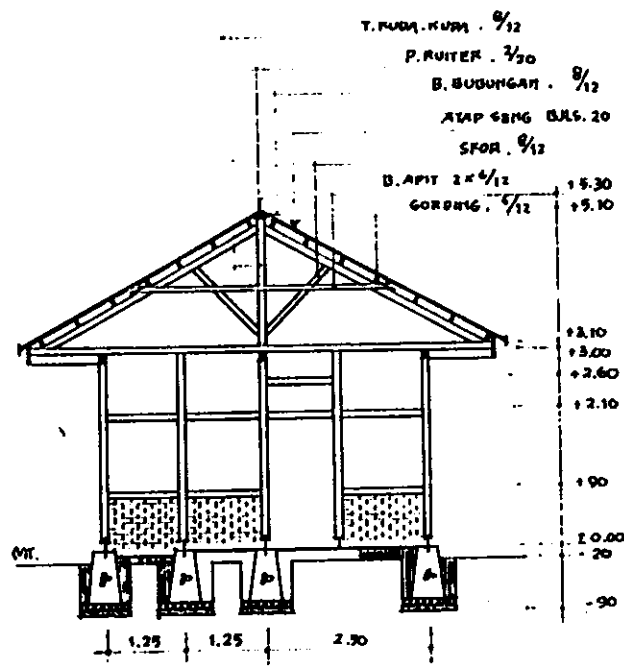 T. KUDA. KUDA . 8/12
P. RUITER . 2/30
B. BUBUNGAN . 8/12
ATAP SENG BJLS. 20
SFOR . 8/12
B. APIT 2 x 6/12
GORDING . 6/12
+5.30
+5.10
+3.10
+3.00
+2.60
+2.10
+90
±0.00
-20
-90
MT.
1.25 1.25 2.50